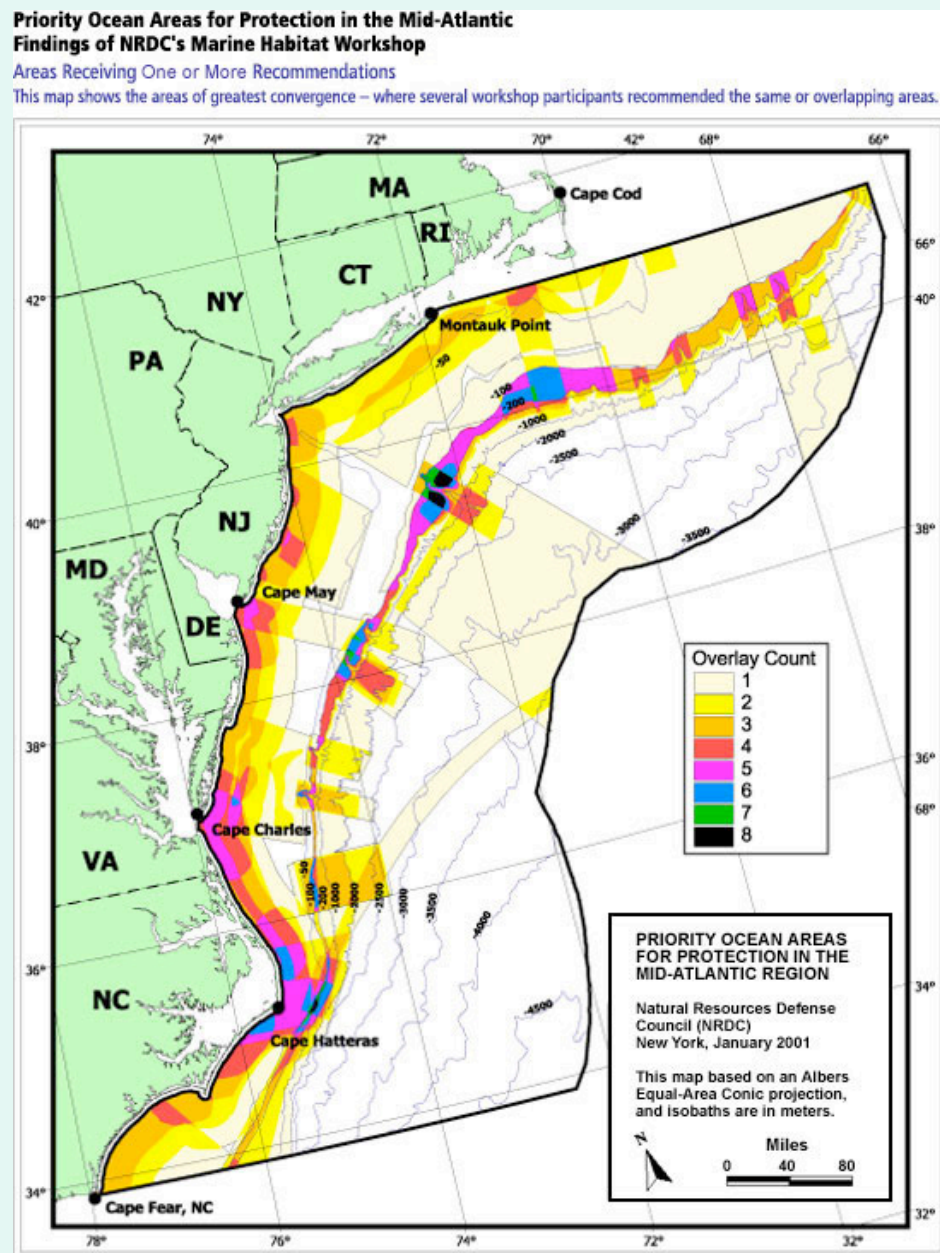 Priority Ocean Areas for Protection in the Mid-Atlantic
Findings of NRDC's Marine Habitat Workshop
Areas Receiving One or More Recommendations
This map shows the areas of greatest convergence – where several workshop participants recommended the same or overlapping areas.
74°
72°
70°
42°
68°
66°
MA
Cape Cod
RI
CT
66°
42°
NY
40°
Montauk Point
PA
-50
-100
-200
-1000
-2000
-2500
NJ
40°
-3000
-3500
38°
MD
Cape May
DE
Overlay Count
1
2
3
4
5
6
7
8
38°
36°
68°
Cape Charles
VA
-50
-100
-200
-1000
-2000
-2500
-3000
-3500
-4000
PRIORITY OCEAN AREAS
FOR PROTECTION IN THE
MID-ATLANTIC REGION
36°
34°
NC
-4500
Natural Resources Defense
Council (NRDC)
New York, January 2001
Cape Hatteras
This map based on an Albers
Equal-Area Conic projection,
and isobaths are in meters.
N
Miles
0 40 80
34°
Cape Fear, NC
32°
78°
76°
74°
72°
32°